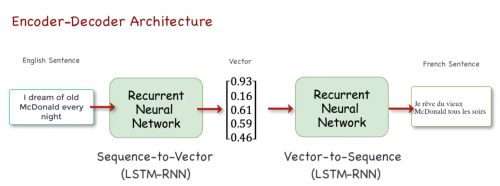 Encoder-Decoder Architecture
English Sentence
Vector
French Sentence
I dream of old
McDonald every
night
Recurrent
Neural
Network
0.93
0.16
0.61
0.59
0.46
Recurrent
Neural
Network
Je rêve du vieux
McDonald tous les soirs
Sequence-to-Vector
(LSTM-RNN)
Vector-to-Sequence
(LSTM-RNN)